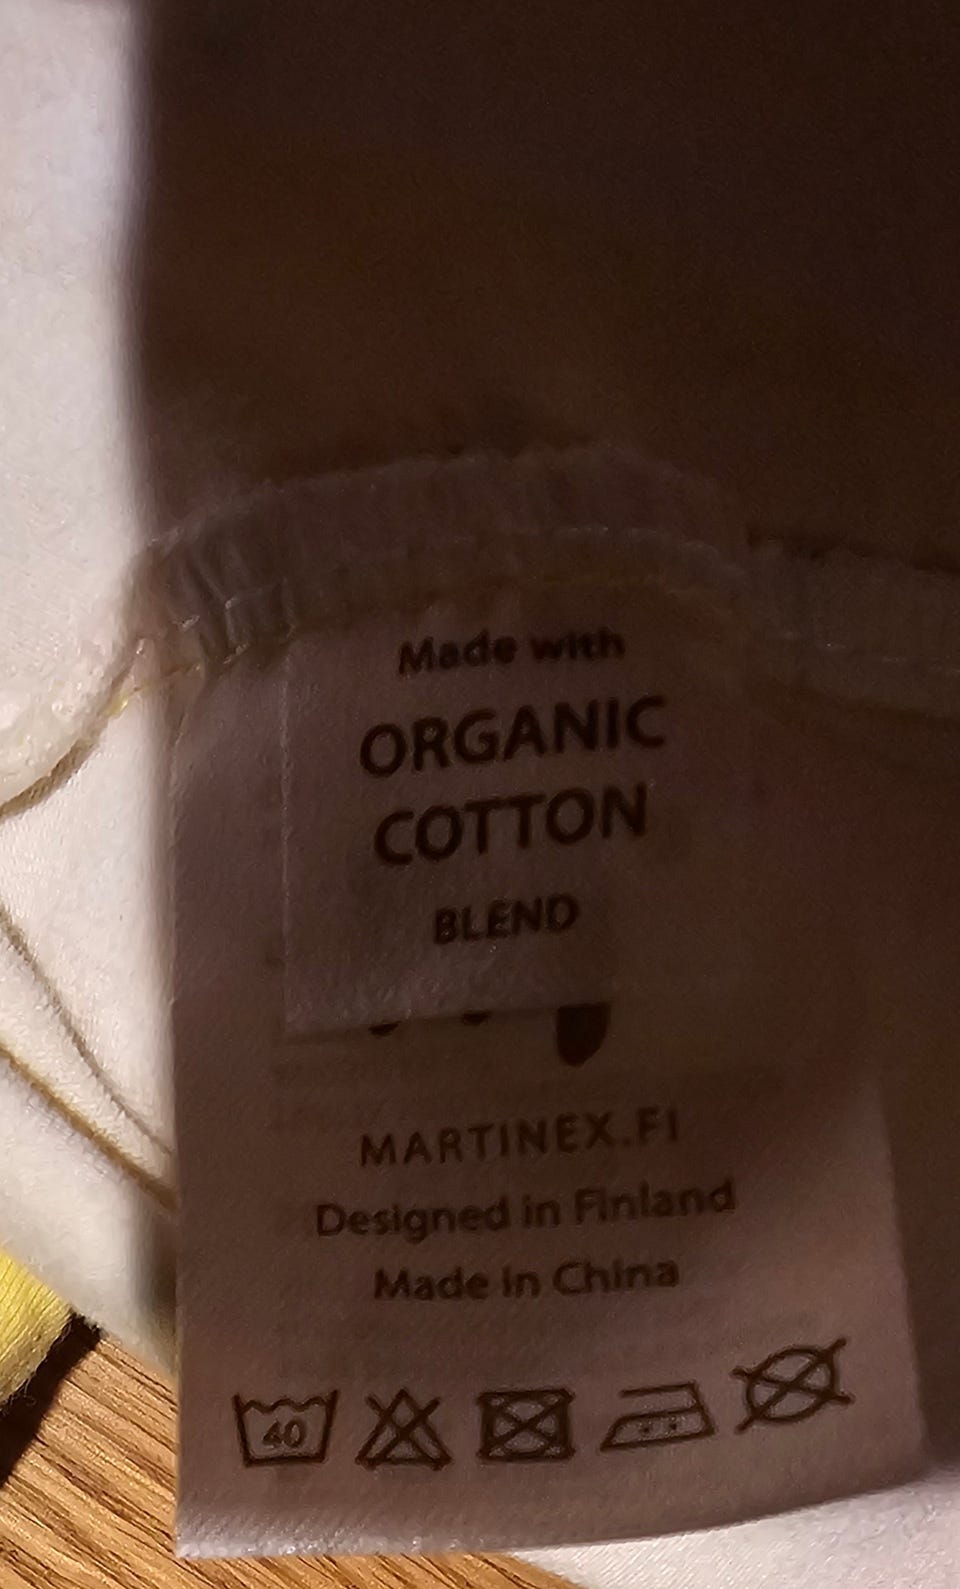 Made with
ORGANIC
COTTON
BLEND
MARTINEX.FI
Designed in Finland
Made in China
40